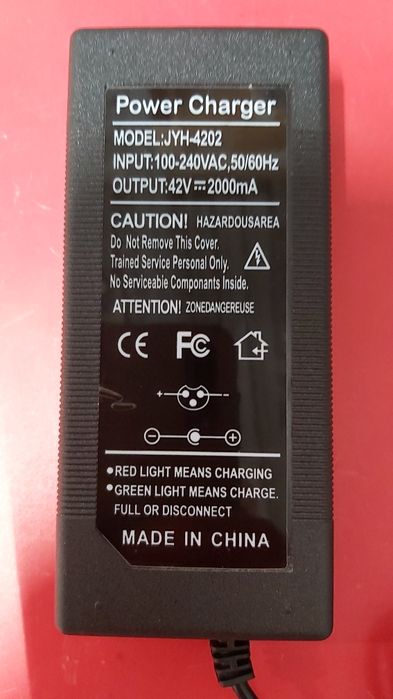 Power Charger
MODEL:JYH-4202
INPUT:100-240VAC,50/60Hz
OUTPUT:42V⎓2000mA
CAUTION! HAZARDOUSAREA
Do Not Remove This Cover.
Trained Service Personal Only.
No Serviceable Componants Inside.
ATTENTION! ZONEDANGEREUSE
CE FC
+ -
- +
•RED LIGHT MEANS CHARGING
•GREEN LIGHT MEANS CHARGE.
FULL OR DISCONNECT
MADE IN CHINA